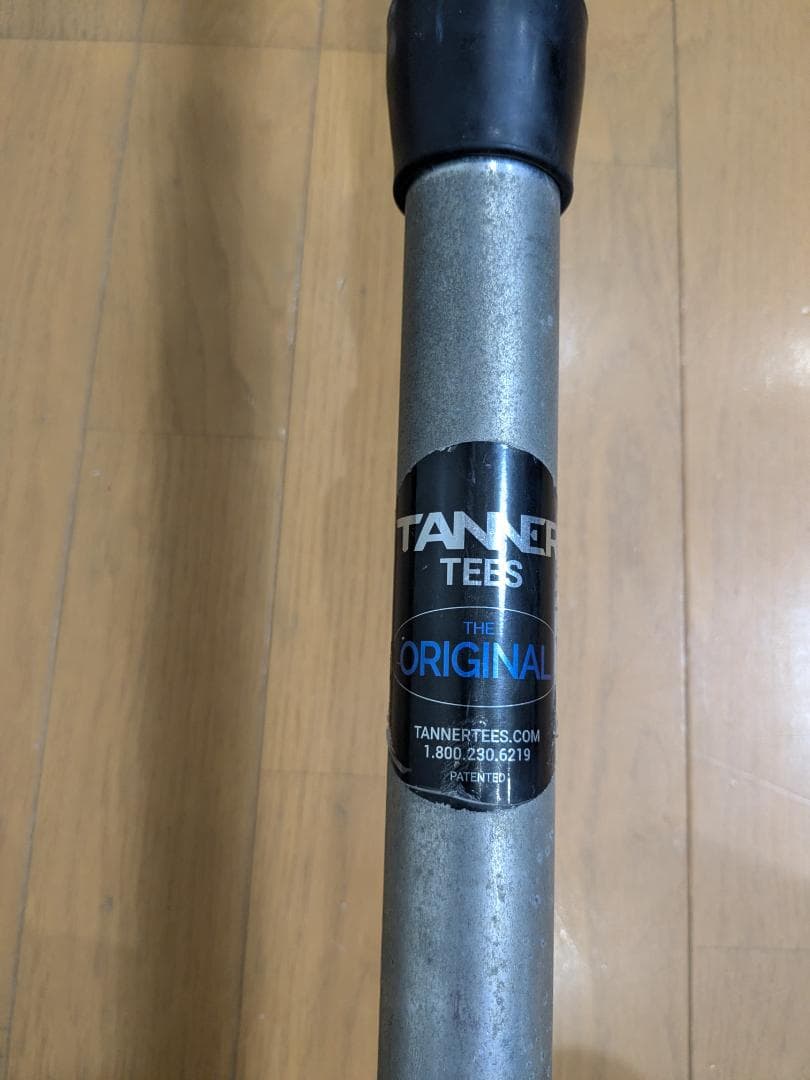 TANNER
TEES
THE
ORIGINAL
TANNERTEES.COM
1.800.230.6219
PATENTED